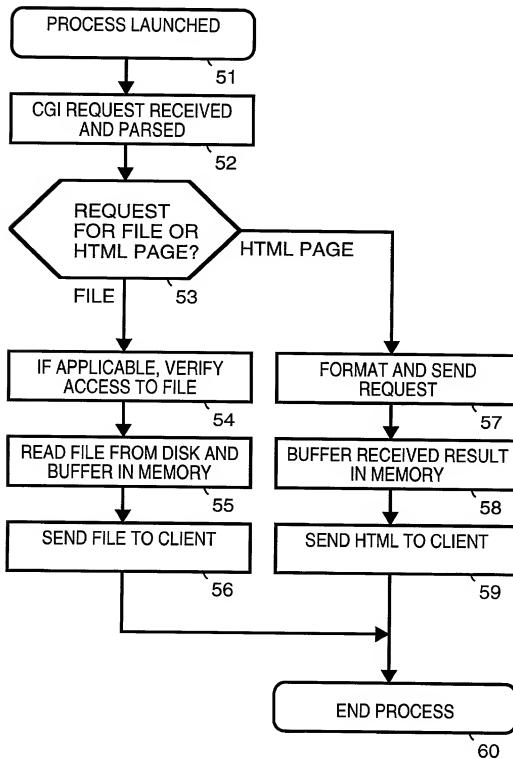 PROCESS LAUNCHED
51
CGI REQUEST RECEIVED
AND PARSED
52
REQUEST
FOR FILE OR
HTML PAGE?
53
HTML PAGE
FILE
IF APPLICABLE, VERIFY
ACCESS TO FILE
54
READ FILE FROM DISK AND
BUFFER IN MEMORY
55
SEND FILE TO CLIENT
56
FORMAT AND SEND
REQUEST
57
BUFFER RECEIVED RESULT
IN MEMORY
58
SEND HTML TO CLIENT
59
END PROCESS
60